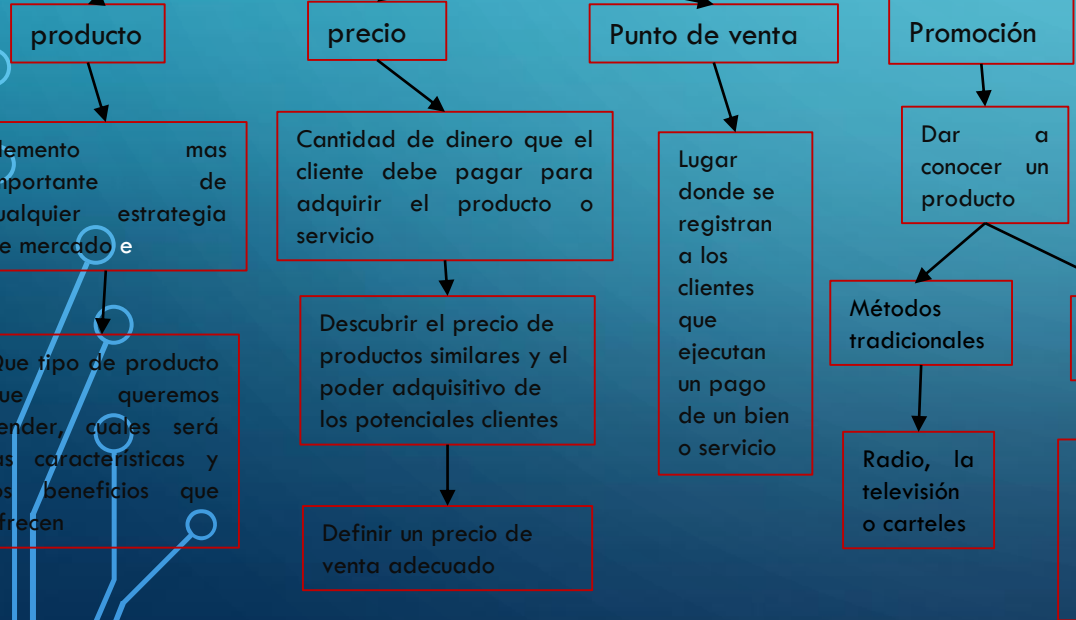 producto
precio
Punto de venta
Promoción
lemento mas
mportante de
ualquier estrategia
e mercado e
Que tipo de producto
ue queremos
ender, cuales será
as características y
os beneficios que
frecen
Cantidad de dinero que el
cliente debe pagar para
adquirir el producto o
servicio
Descubrir el precio de
productos similares y el
poder adquisitivo de
los potenciales clientes
Definir un precio de
venta adecuado
Lugar
donde se
registran
a los
clientes
que
ejecutan
un pago
de un bien
o servicio
Dar a
conocer un
producto
Métodos
tradicionales
Radio, la
televisión
o carteles